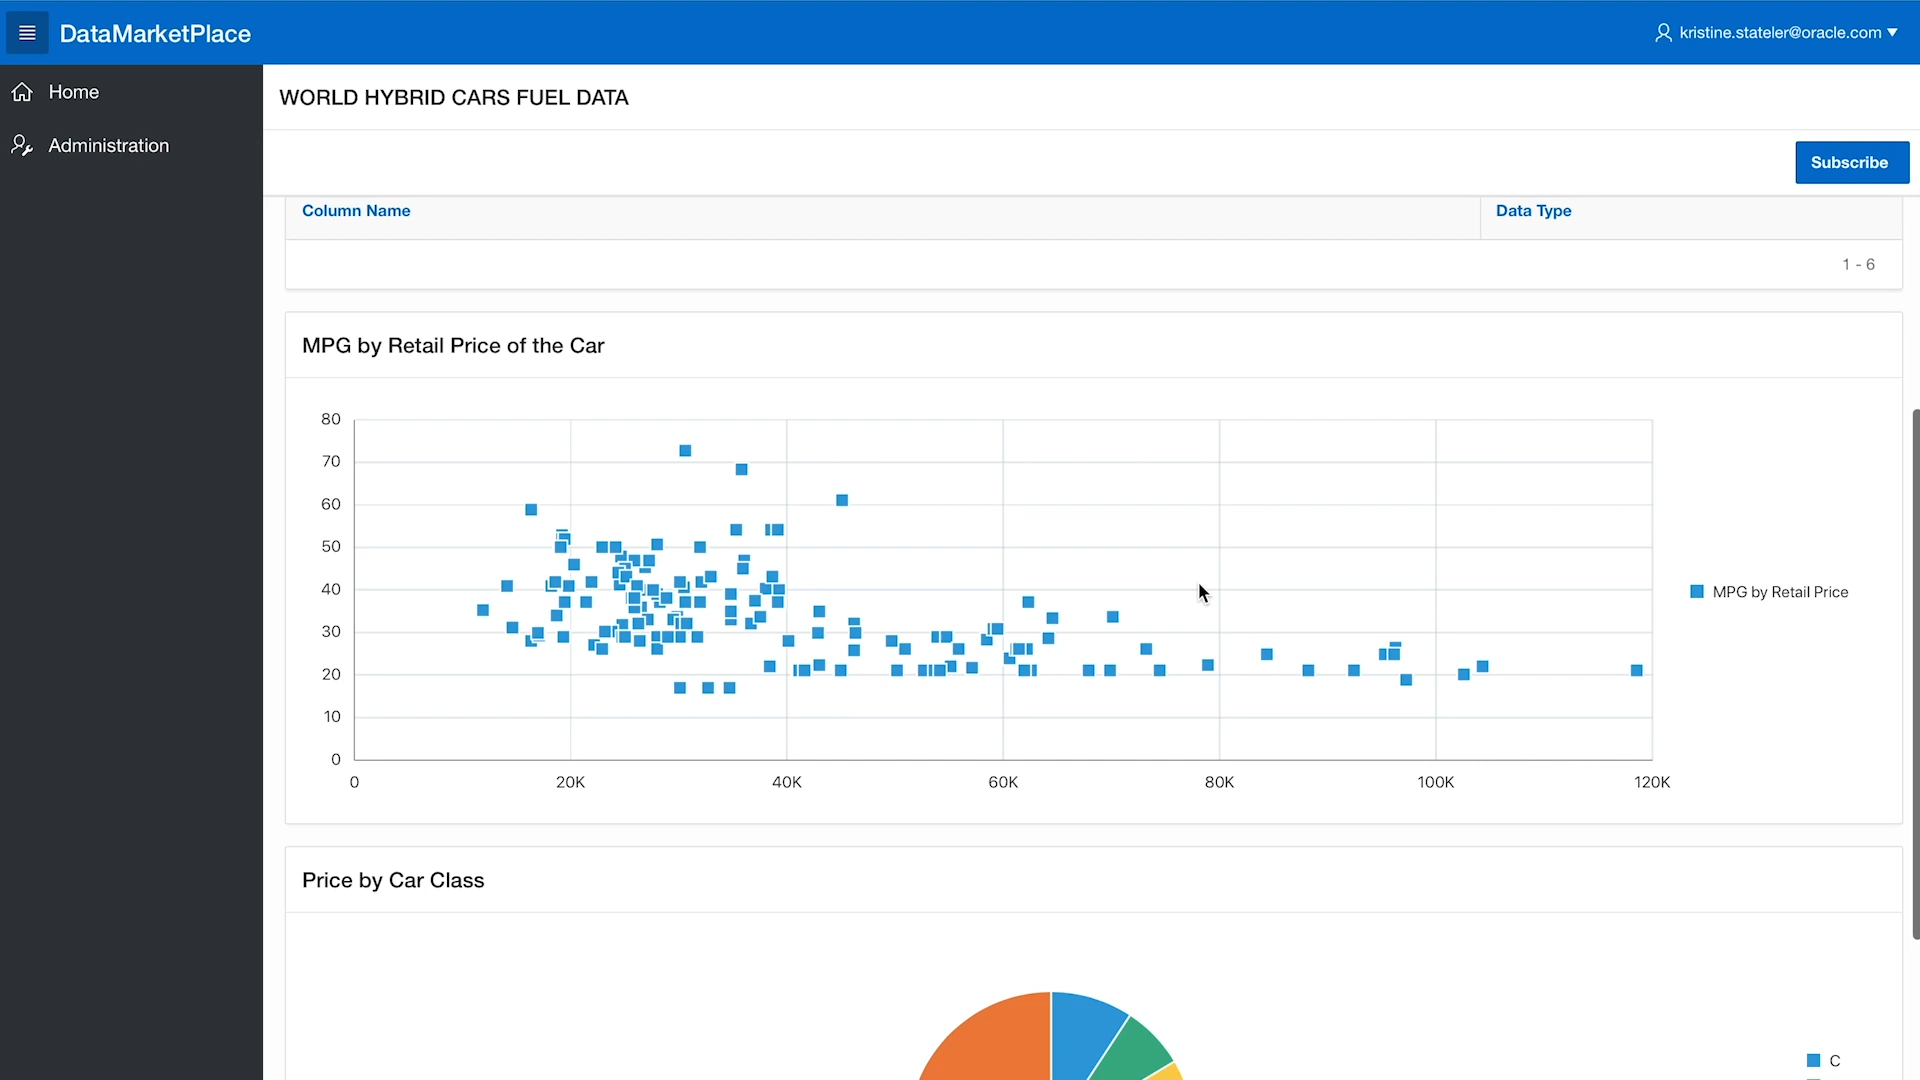 DataMarketPlace
kristine.stateler@oracle.com
Home
Administration
WORLD HYBRID CARS FUEL DATA
Subscribe
Column Name
Data Type
1 - 6
MPG by Retail Price of the Car
80
70
60
50
40
30
20
10
0
0
20K
40K
60K
80K
100K
120K
MPG by Retail Price
Price by Car Class
C